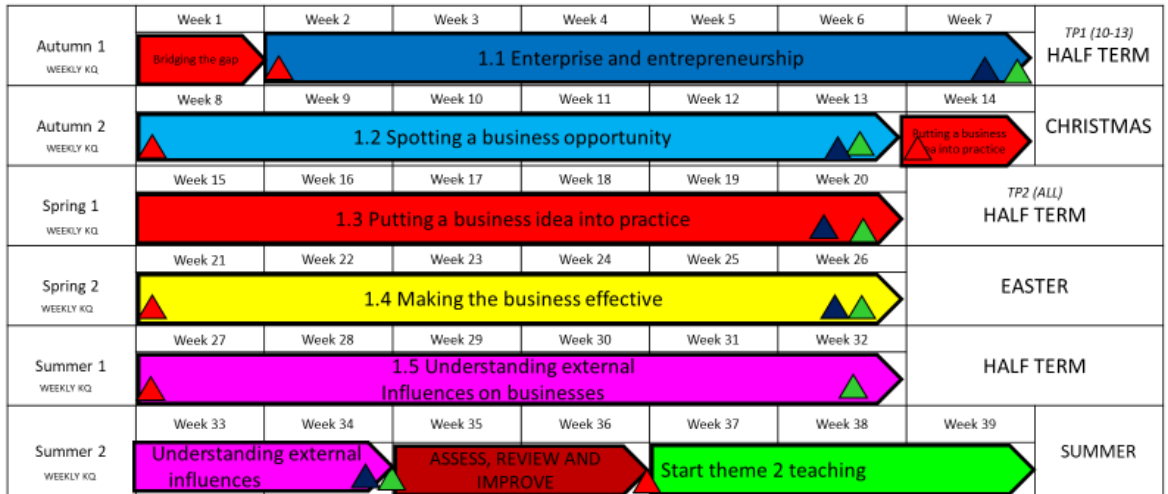 Week 1 Week 2 Week 3 Week 4 Week 5 Week 6 Week 7
Autumn 1
WEEKLY KQ
Bridging the gap
1.1 Enterprise and entrepreneurship
TP1 (10-13)
HALF TERM
Week 8 Week 9 Week 10 Week 11 Week 12 Week 13 Week 14
Autumn 2
WEEKLY KQ
1.2 Spotting a business opportunity
Putting a business
idea into practice
CHRISTMAS
Week 15 Week 16 Week 17 Week 18 Week 19 Week 20
Spring 1
WEEKLY KQ
1.3 Putting a business idea into practice
TP2 (ALL)
HALF TERM
Week 21 Week 22 Week 23 Week 24 Week 25 Week 26
Spring 2
WEEKLY KQ
1.4 Making the business effective
EASTER
Week 27 Week 28 Week 29 Week 30 Week 31 Week 32
Summer 1
WEEKLY KQ
1.5 Understanding external
Influences on businesses
HALF TERM
Week 33 Week 34 Week 35 Week 36 Week 37 Week 38 Week 39
Summer 2
WEEKLY KQ
Understanding external
influences
ASSESS, REVIEW AND
IMPROVE
Start theme 2 teaching
SUMMER